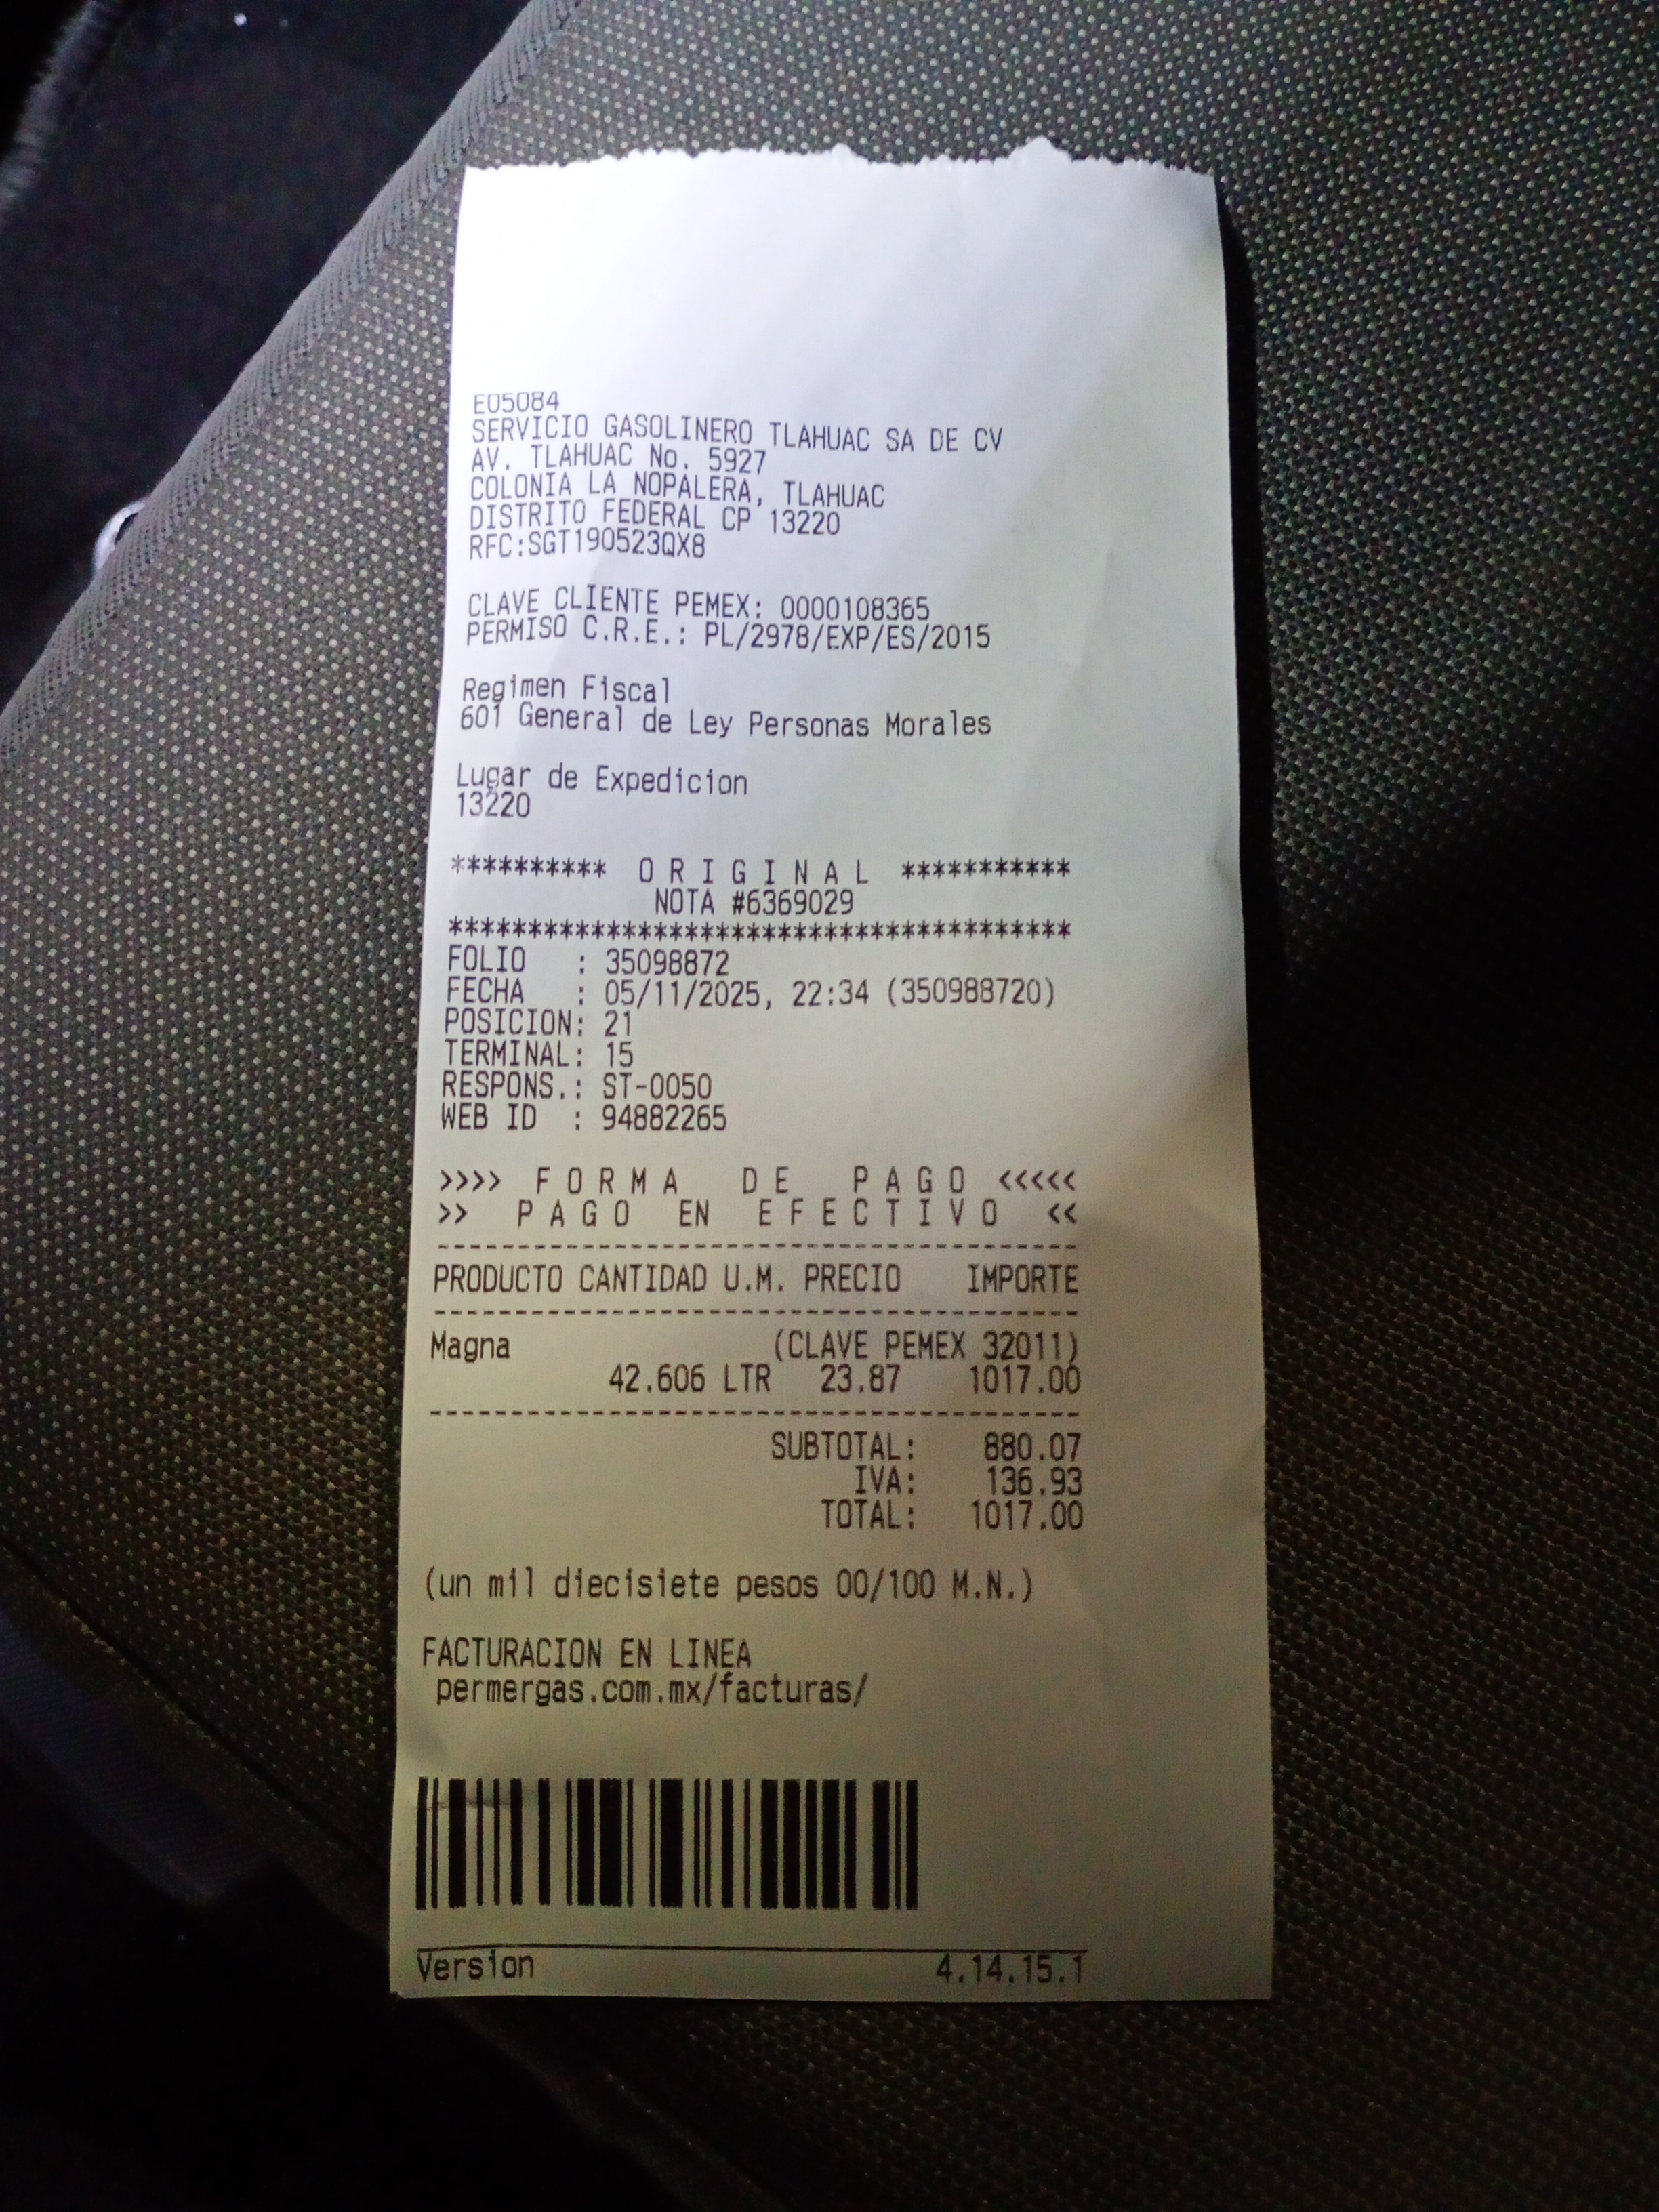 E05084
SERVICIO GASOLINERO TLAHUAC SA DE CV
AV. TLAHUAC No. 5927
COLONIA LA NOPALERA, TLAHUAC
DISTRITO FEDERAL CP 13220
RFC:SGT190523QX8
CLAVE CLIENTE PEMEX: 0000108365
PERMISO C.R.E.: PL/2978/EXP/ES/2015
Regimen Fiscal
601 General de Ley Personas Morales
Lugar de Expedicion
13220
********** O R I G I N A L ***********
NOTA #6369029
****************************************
FOLIO : 35098872
FECHA : 05/11/2025, 22:34 (350988720)
POSICION: 21
TERMINAL: 15
RESPONS.: ST-0050
WEB ID : 94882265
>>>> F O R M A D E P A G O <<<<<
>> P A G O EN E F E C T I V O <<
-----------------------------------------
PRODUCTO CANTIDAD U.M. PRECIO IMPORTE
-----------------------------------------
Magna (CLAVE PEMEX 32011)
42.606 LTR 23.87 1017.00
-----------------------------------------
SUBTOTAL: 880.07
IVA: 136.93
TOTAL: 1017.00
(un mil diecisiete pesos 00/100 M.N.)
FACTURACION EN LINEA
permergas.com.mx/facturas/
Version 4.14.15.1